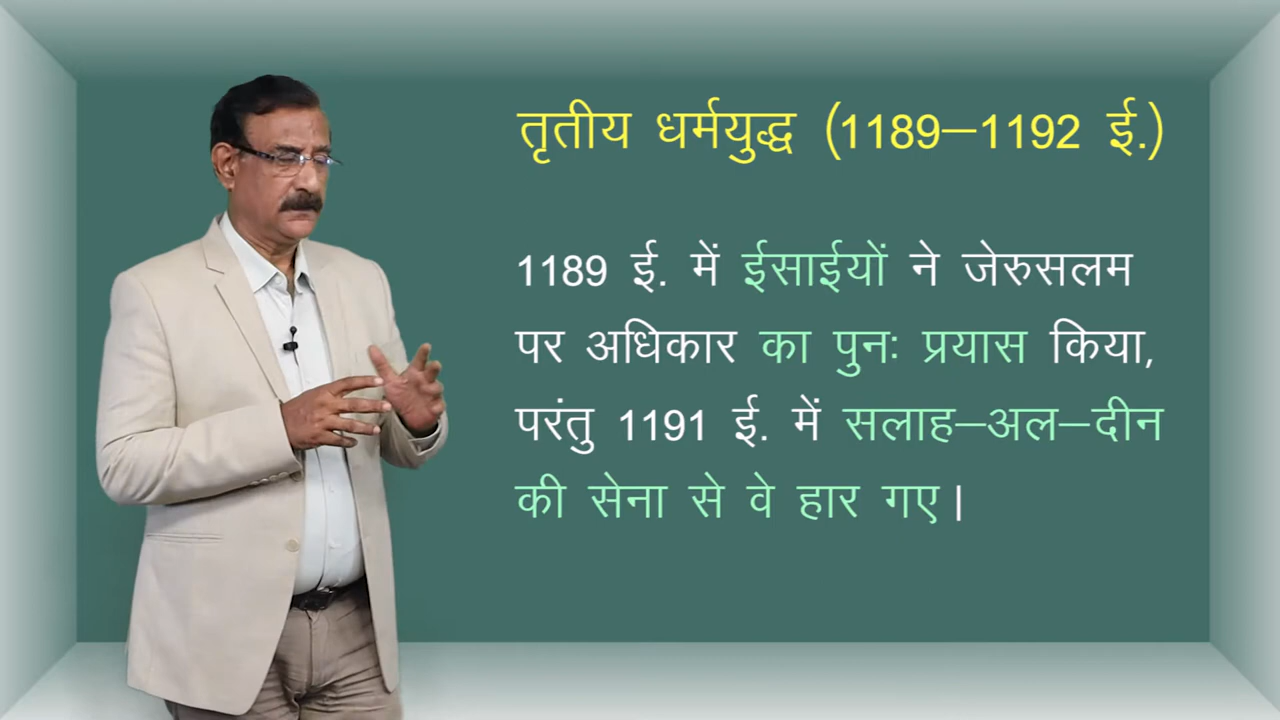 तृतीय धर्मयुद्ध (1189–1192 ई.)
1189 ई. में ईसाईयों ने जेरुसलम
पर अधिकार का पुनः प्रयास किया,
परंतु 1191 ई. में सलाह–अल–दीन
की सेना से वे हार गए।